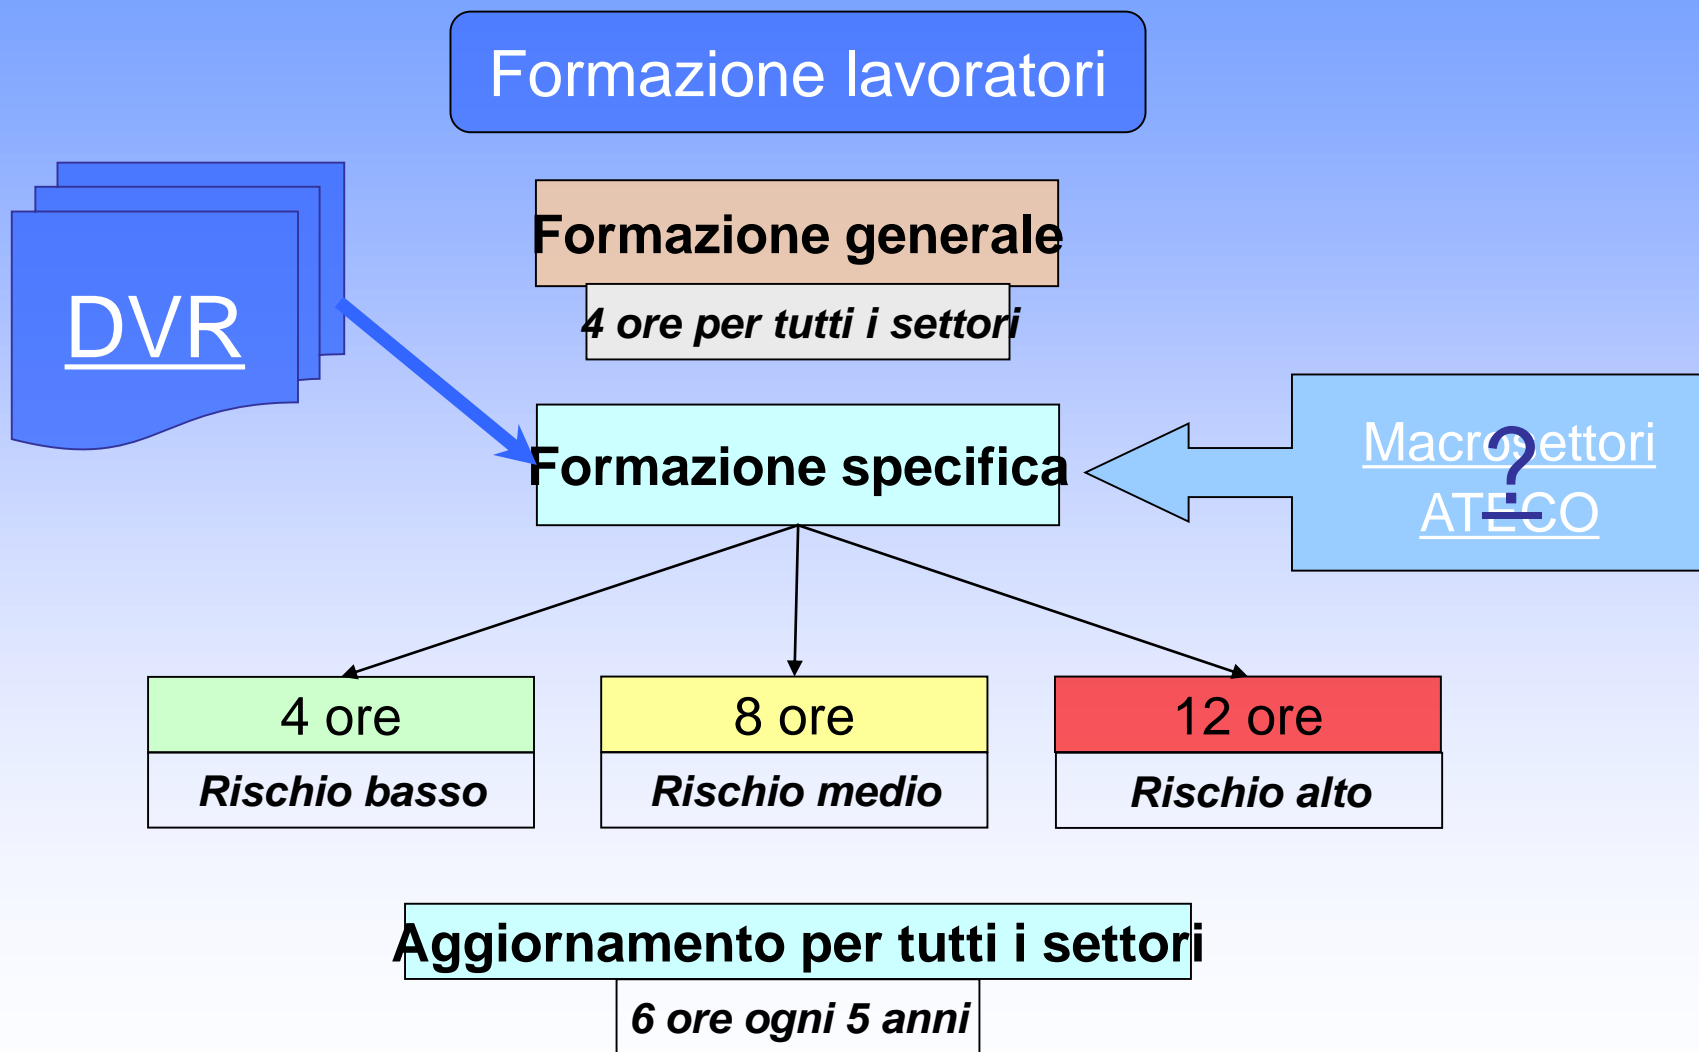 Formazione lavoratori
DVR
Formazione generale
4 ore per tutti i settori
Formazione specifica
Macrosettori
ATECO
?
4 ore
Rischio basso
8 ore
Rischio medio
12 ore
Rischio alto
Aggiornamento per tutti i settori
6 ore ogni 5 anni